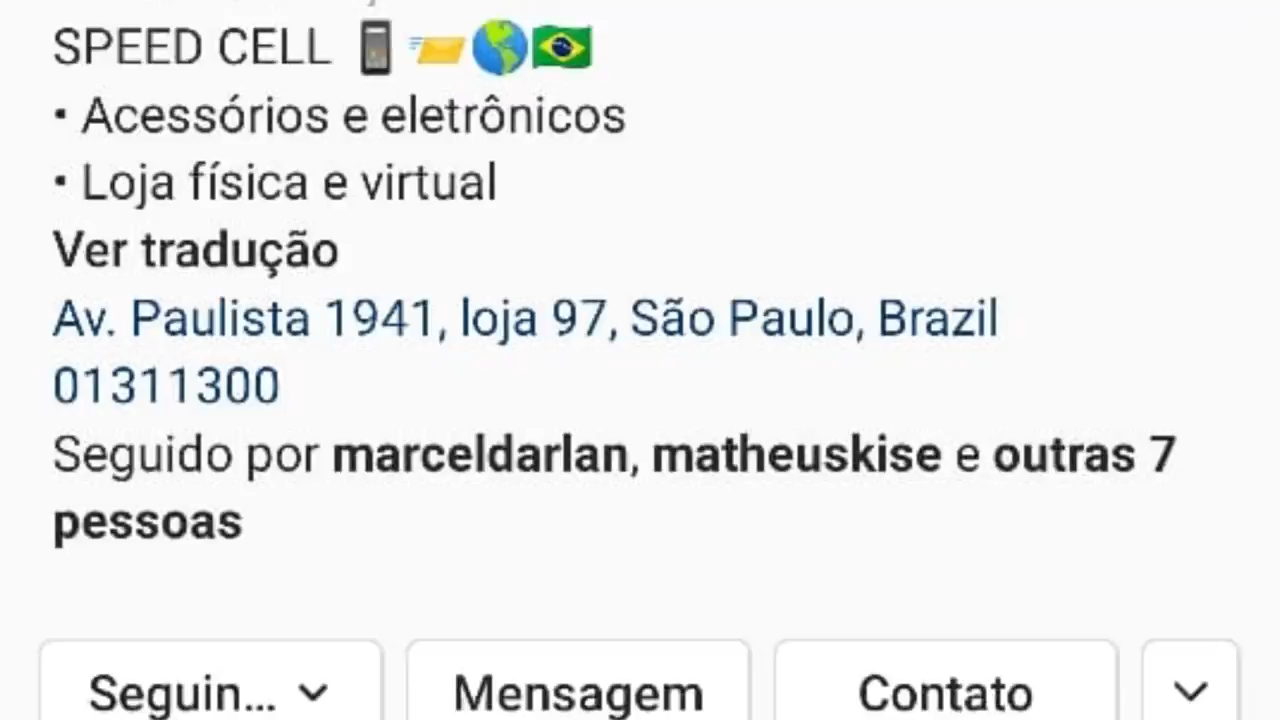 SPEED CELL 📱📨🌎🇧🇷
• Acessórios e eletrônicos
• Loja física e virtual
Ver tradução
Av. Paulista 1941, loja 97, São Paulo, Brazil
01311300
Seguido por marceldarlan, matheuskise e outras 7
pessoas
Seguin... Mensagem Contato